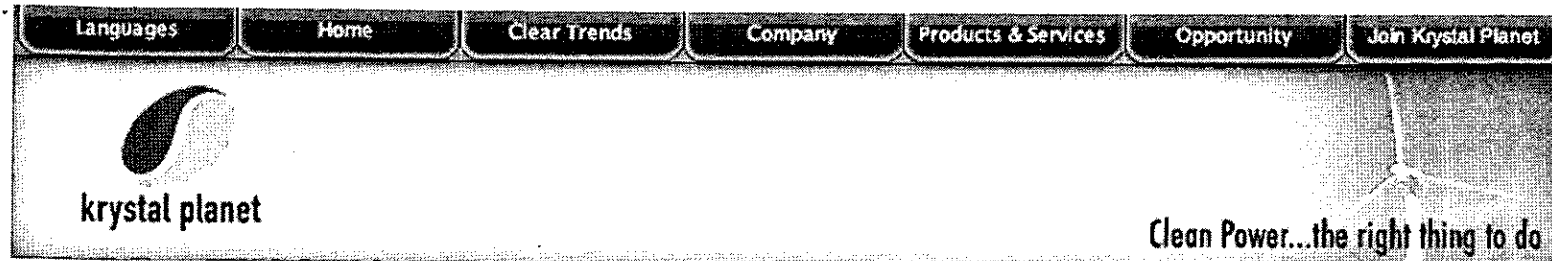 Languages Home Clear Trends Company Products & Services Opportunity Join Krystal Planet
krystal planet
Clean Power...the right thing to do